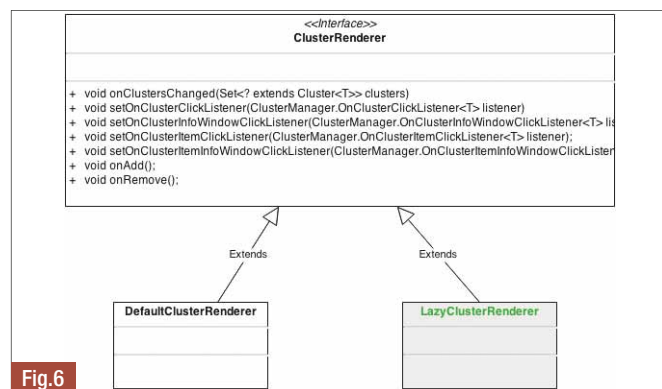 <<Interface>>
ClusterRenderer
+ void onClustersChanged(Set<? extends Cluster<T>> clusters)
+ void setOnClusterClickListener(ClusterManager.OnClusterClickListener<T> listener)
+ void setOnClusterInfoWindowClickListener(ClusterManager.OnClusterInfoWindowClickListener<T> lis
+ void setOnClusterItemClickListener(ClusterManager.OnClusterItemClickListener<T> listener);
+ void setOnClusterItemInfoWindowClickListener(ClusterManager.OnClusterItemInfoWindowClickListen
+ void onAdd();
+ void onRemove();
Extends
Extends
DefaultClusterRenderer
LazyClusterRenderer
Fig.6